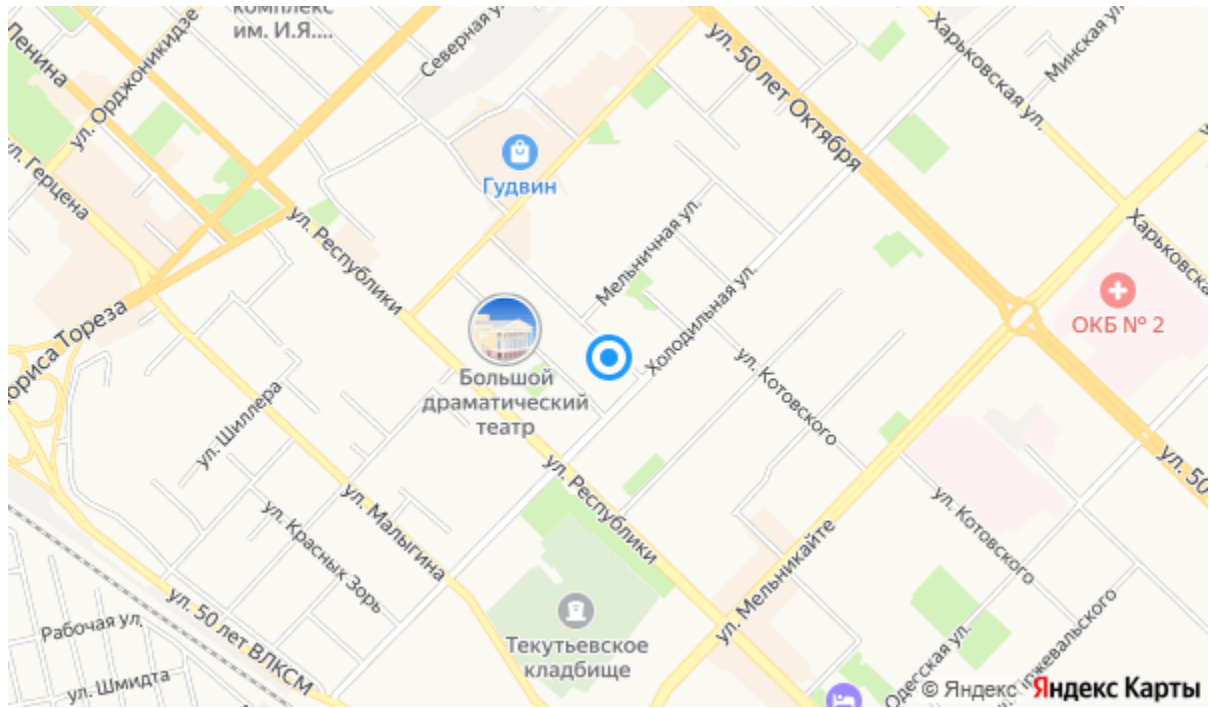 комплекс
им. И.Я....
Северная у
ул. 50 лет Октября
Харьковская ул.
Минская ул.
Ленина
ул. Орджоникидзе
ул. Герцена
Гудвин
ул. Республики
Мельничная ул.
Холодильная ул.
Харьковска
ОКБ № 2
ориса Тореза
Большой
драматический
театр
ул. Котовского
ул. Шиллера
ул. Республики
ул. 50
ул. Малыгина
ул. Красных Зорь
ул. Котовского
ул. Мельникайте
Текутьевское
кладбище
Рабочая ул
ул. 50 лет ВЛКСМ
ул. Шмидта
Одесская ул.
ржевальского
© Яндекс Яндекс Карты